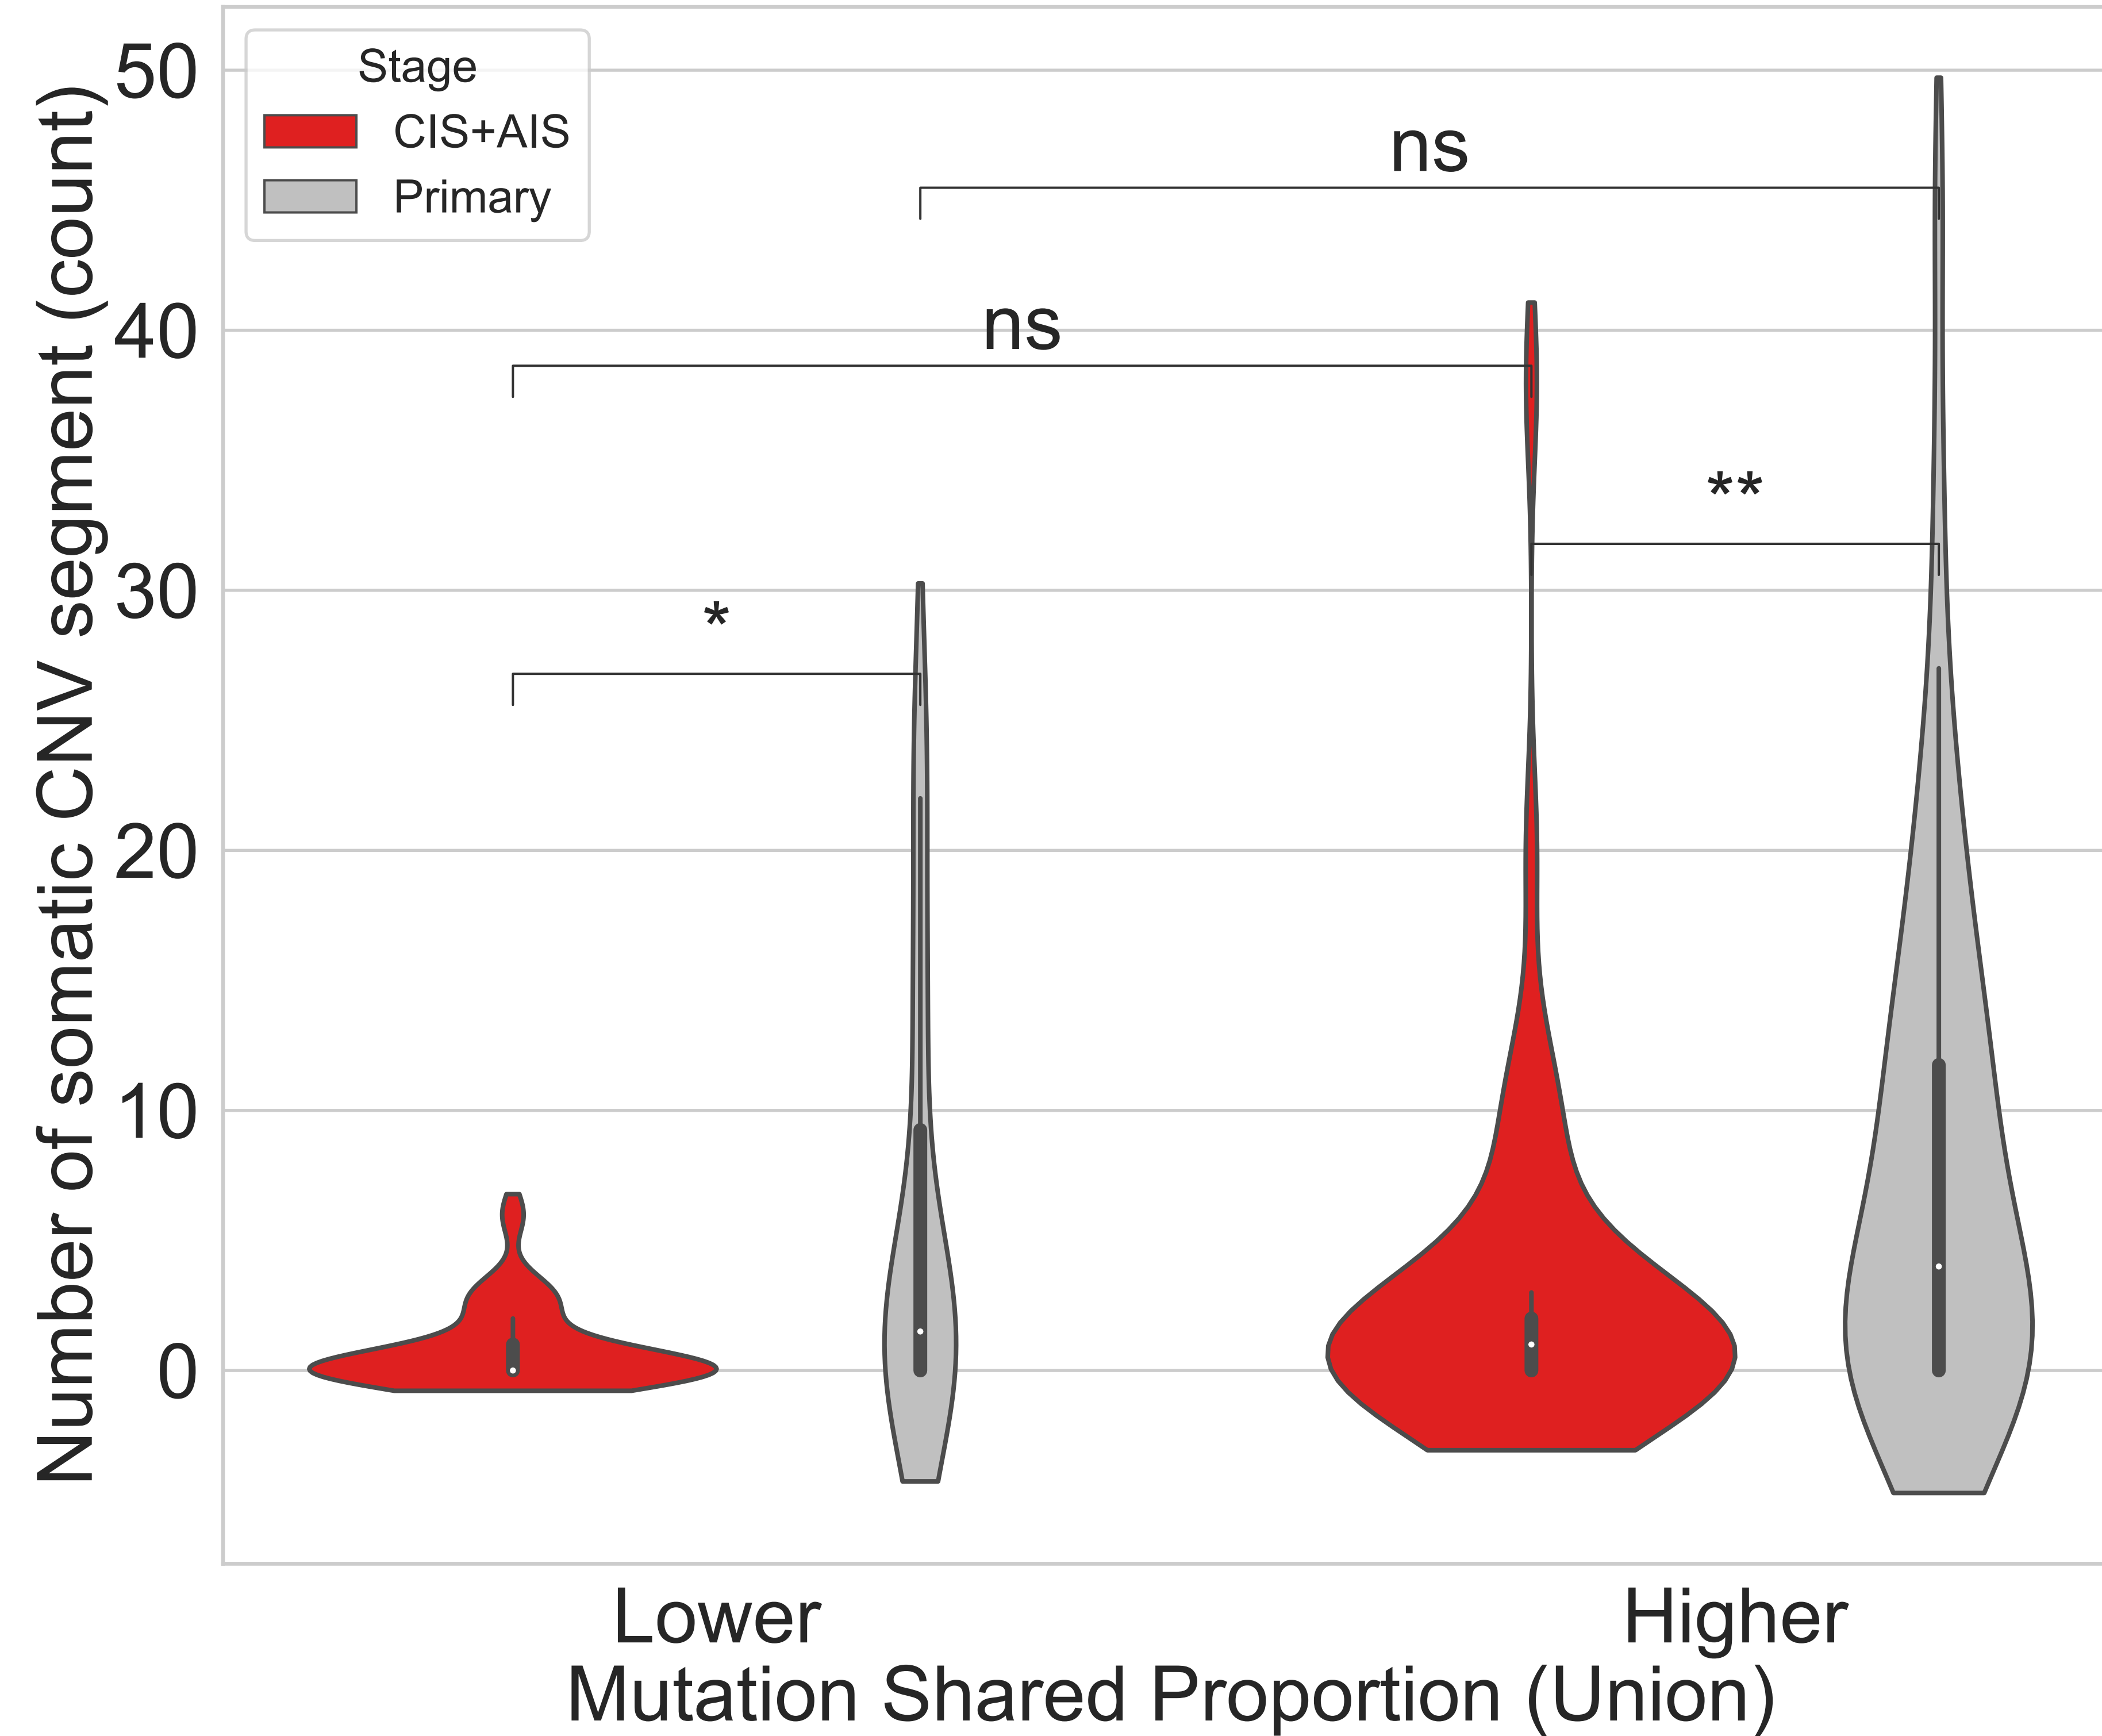 Number of somatic CNV segment (count)
50
40
30
20
10
0
Stage
CIS+AIS
Primary
ns
ns
**
*
Lower
Higher
Mutation Shared Proportion (Union)